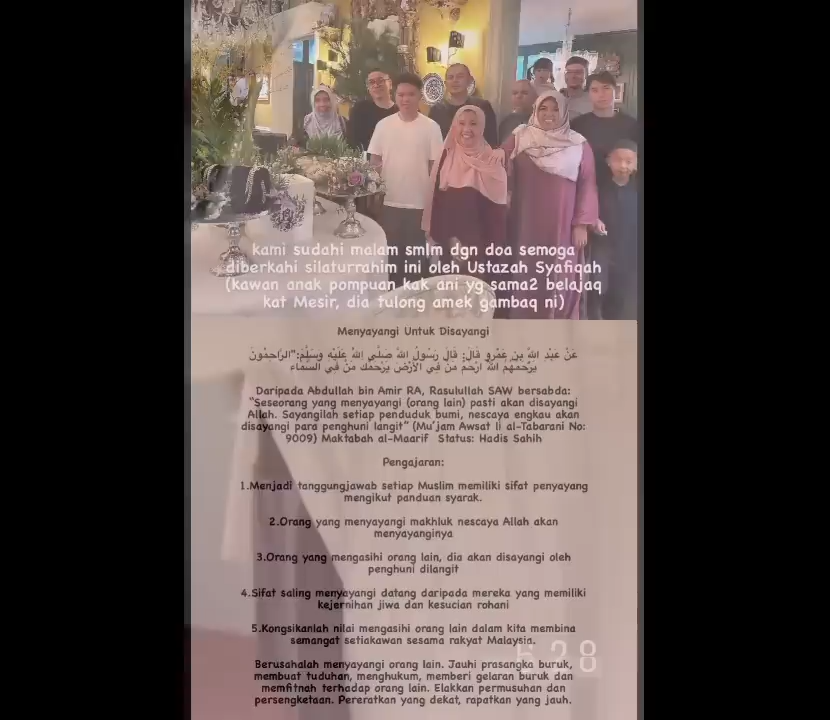 kami sudahi malam smlm dgn doa semoga
diberkahi silaturrahim ini oleh Ustazah Syafiqah
(kawan anak pompuan kak ani yg sama2 belajaq
kat Mesir, dia tulong amek gambaq ni)
Menyayangi Untuk Disayangi
عَنْ عَبْدِ اللَّهِ بْنِ عَمْرٍو قَالَ: قَالَ رَسُولُ اللَّهِ صَلَّى اللَّهُ عَلَيْهِ وَسَلَّمَ:"الرَّاحِمُونَ
يَرْحَمُهُمُ اللَّهُ ارْحَمْ مَنْ فِي الْأَرْضِ يَرْحَمْكَ مَنْ فِي السَّمَاءِ
Daripada Abdullah bin Amir RA, Rasulullah SAW bersabda:
"Seseorang yang menyayangi (orang lain) pasti akan disayangi
Allah. Sayangilah setiap penduduk bumi, nescaya engkau akan
disayangi para penghuni langit" (Mu'jam Awsat li al-Tabarani No:
9009) Maktabah al-Maarif Status: Hadis Sahih
Pengajaran:
1.Menjadi tanggungjawab setiap Muslim memiliki sifat penyayang
mengikut panduan syarak.
2.Orang yang menyayangi makhluk nescaya Allah akan
menyayanginya
3.Orang yang mengasihi orang lain, dia akan disayangi oleh
penghuni dilangit
4.Sifat saling menyayangi datang daripada mereka yang memiliki
kejernihan jiwa dan kesucian rohani
5.Kongsikanlah nilai mengasihi orang lain dalam kita membina
semangat setiakawan sesama rakyat Malaysia.
Berusahalah menyayangi orang lain. Jauhi prasangka buruk,
membuat tuduhan, menghukum, memberi gelaran buruk dan
memfitnah terhadap orang lain. Elakkan permusuhan dan
persengketaan. Pereratkan yang dekat, rapatkan yang jauh.